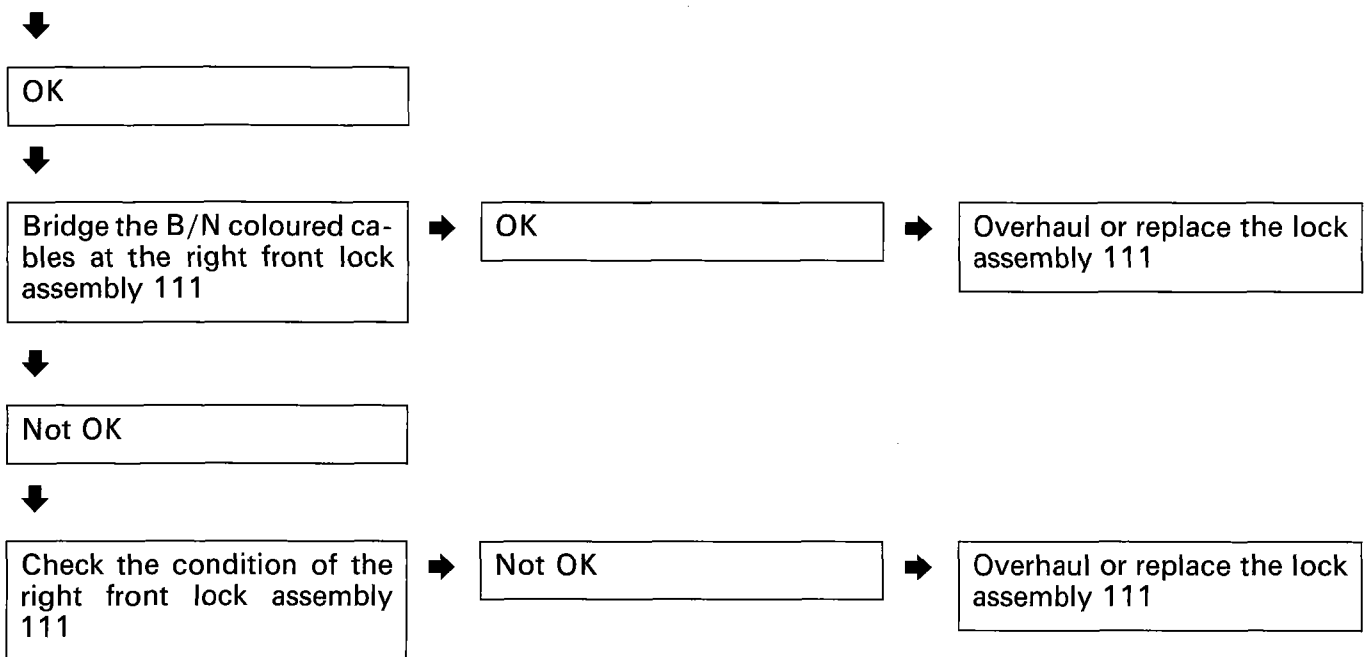 OK
Bridge the B/N coloured ca-
bles at the right front lock
assembly 111
OK
Overhaul or replace the lock
assembly 111
Not OK
Check the condition of the
right front lock assembly
111
Not OK
Overhaul or replace the lock
assembly 111